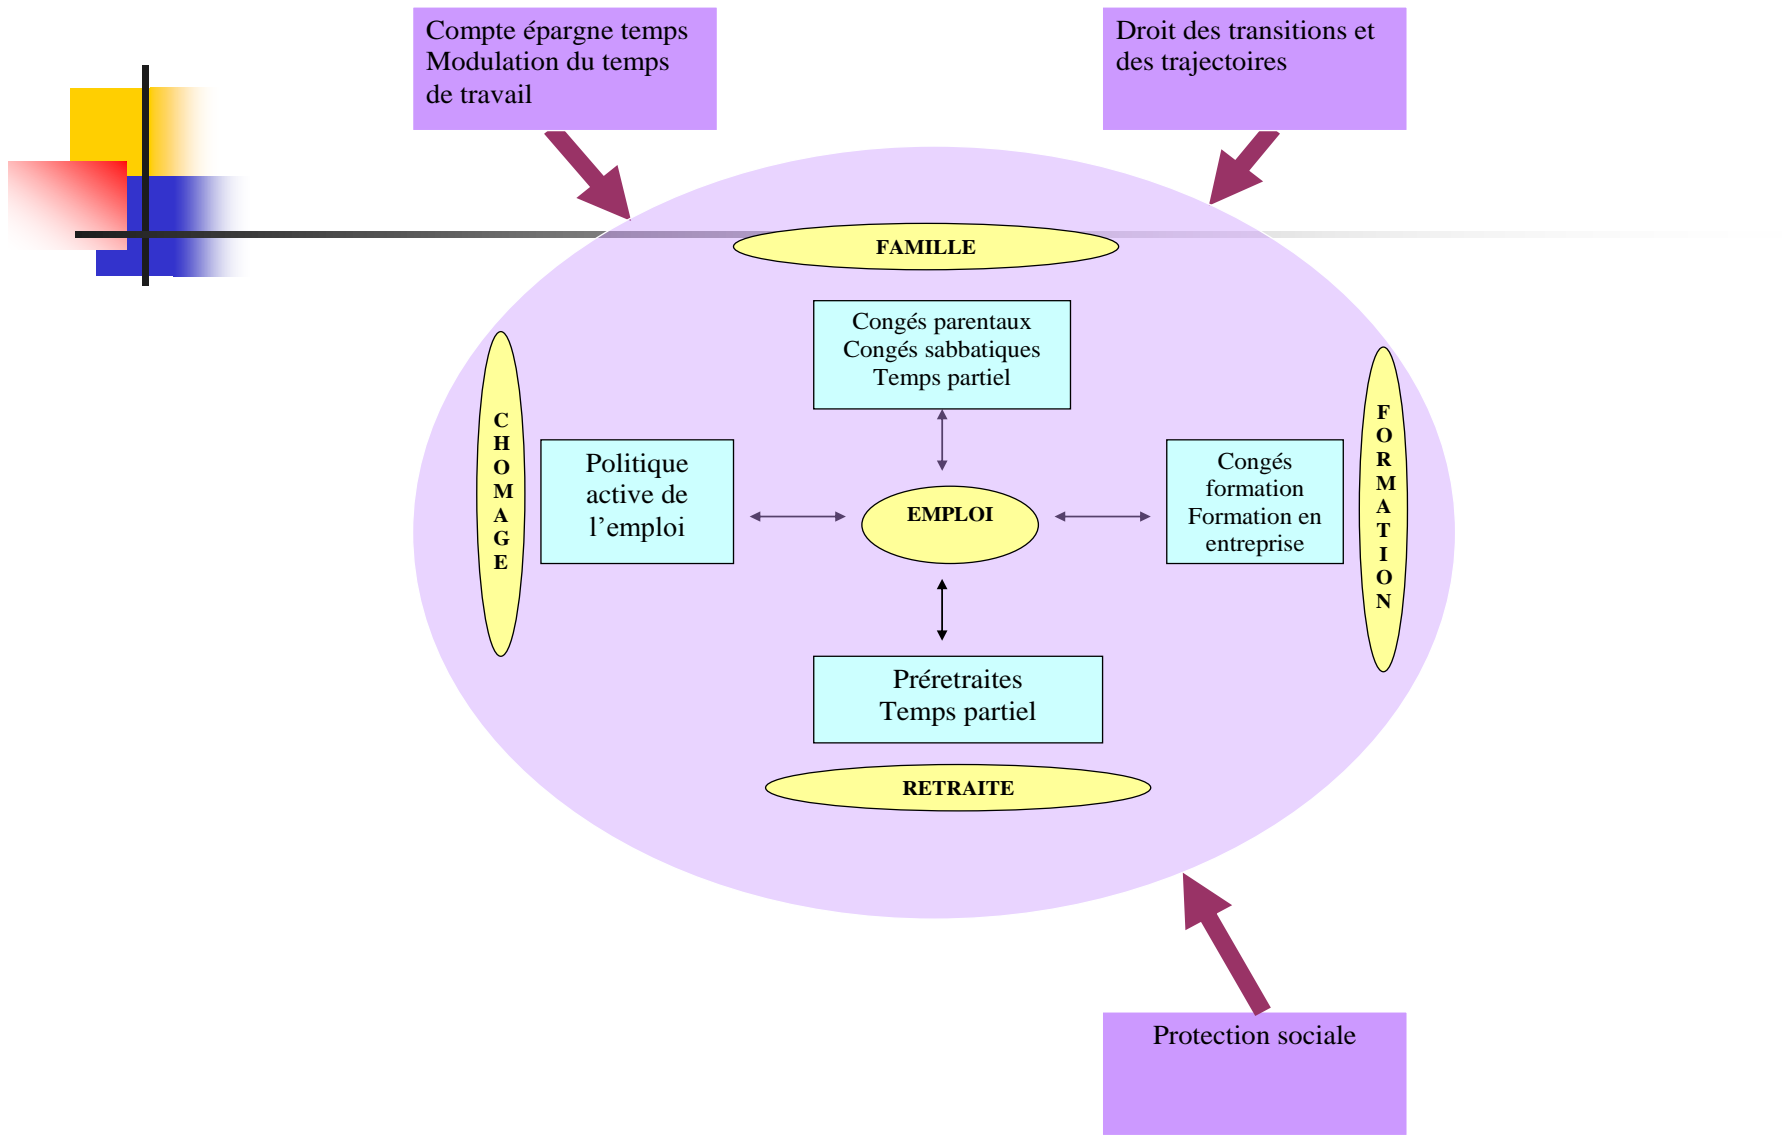 Compte épargne temps
Modulation du temps
de travail
Droit des transitions et
des trajectoires
FAMILLE
Congés parentaux
Congés sabbatiques
Temps partiel
C
H
O
M
A
G
E
Politique
active de
l’emploi
EMPLOI
Congés
formation
Formation en
entreprise
F
O
R
M
A
T
I
O
N
Préretraites
Temps partiel
RETRAITE
Protection sociale